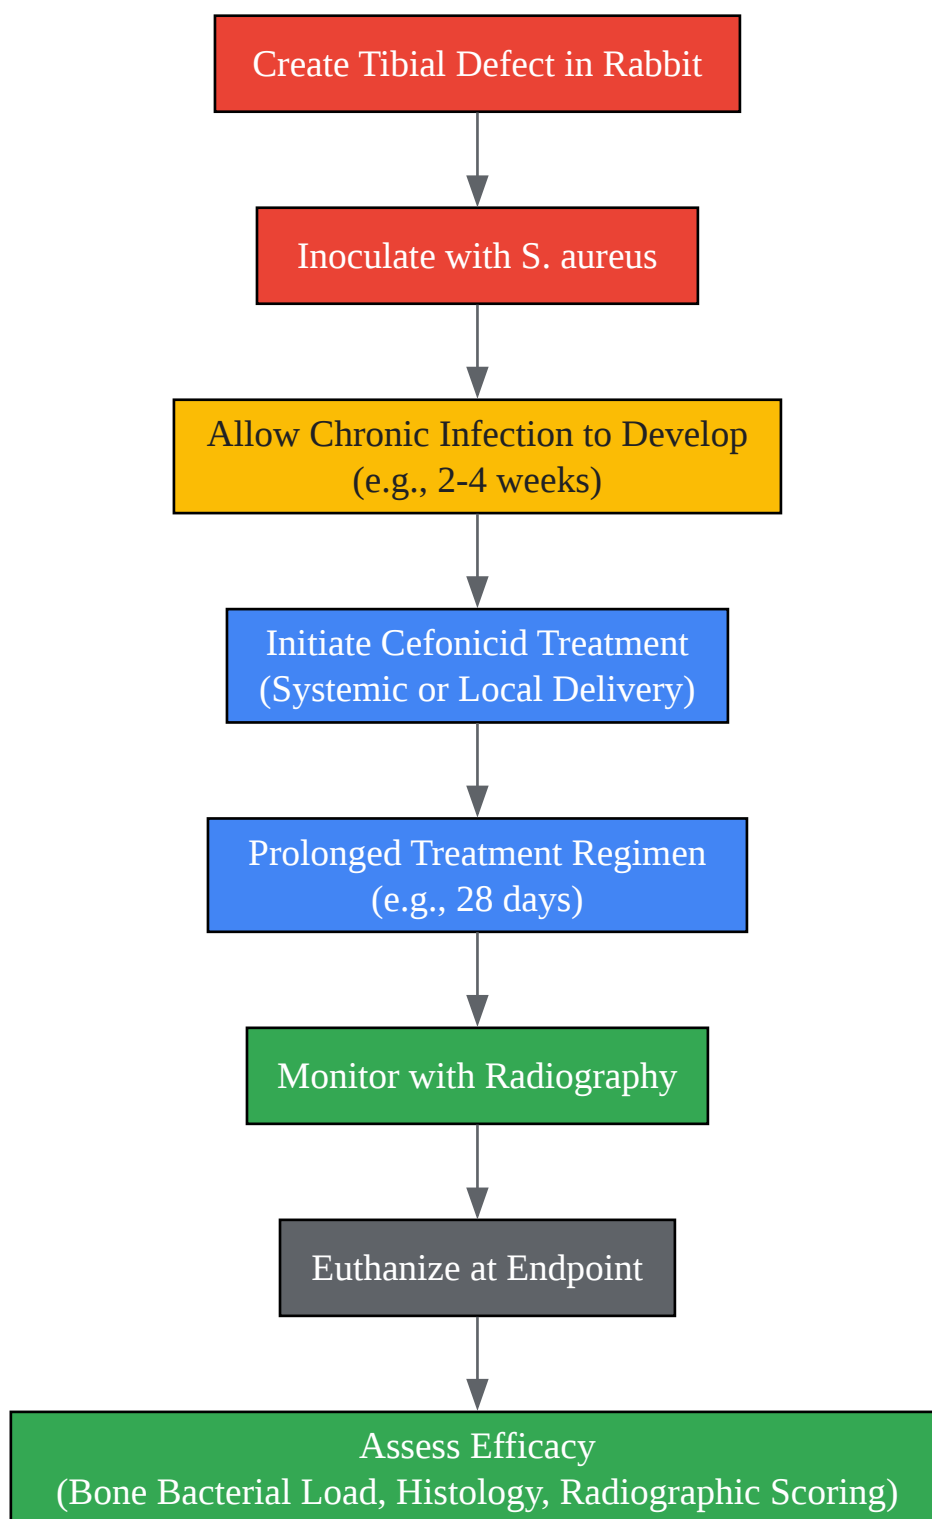 Create Tibial Defect in Rabbit
Inoculate with S. aureus
Allow Chronic Infection to Develop
(e.g., 2-4 weeks)
Initiate Cefonicid Treatment
(Systemic or Local Delivery)
Prolonged Treatment Regimen
(e.g., 28 days)
Monitor with Radiography
Euthanize at Endpoint
Assess Efficacy
(Bone Bacterial Load, Histology, Radiographic Scoring)